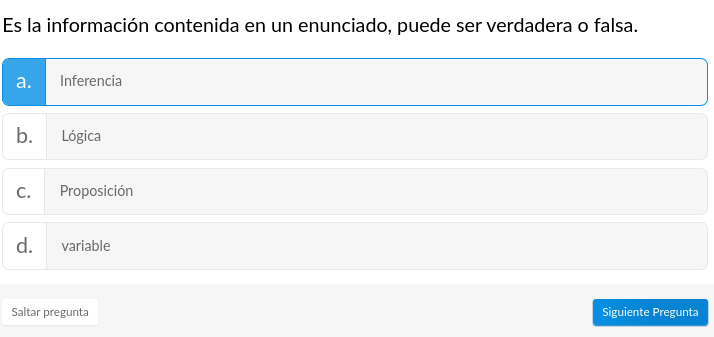 Es la información contenida en un enunciado, puede ser verdadera o falsa.
a. Inferencia
b. Lógica
c. Proposición
d. variable
Saltar pregunta Siguiente Pregunta